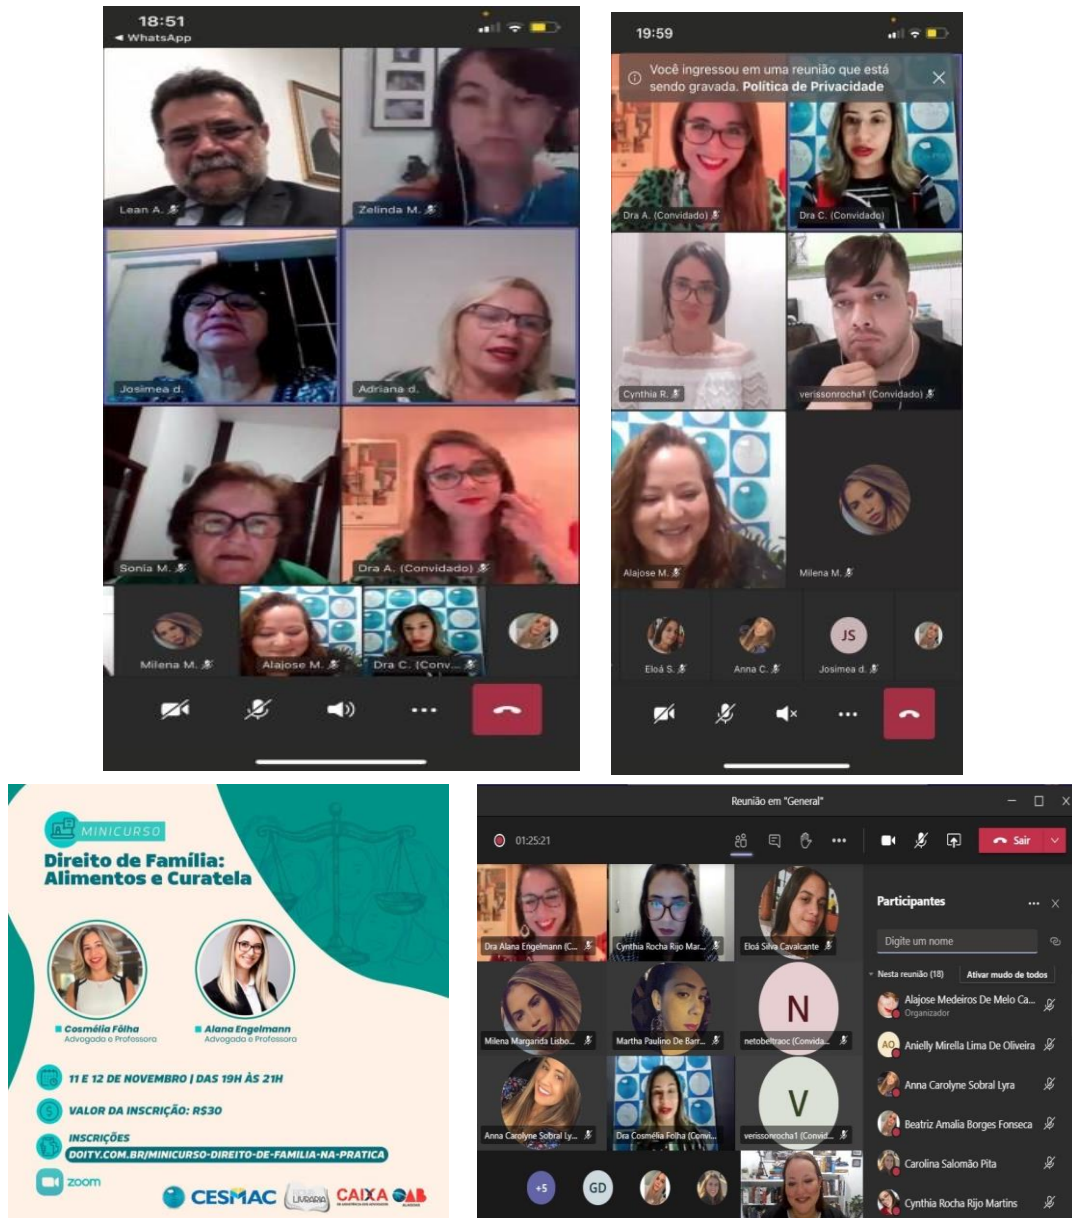 18:51
WhatsApp
Lean A.
Zelinda M.
Josimea d.
Adriana d.
Sonia M.
Dra A. (Convidado)
Milena M.
Alajose M.
Dra C. (Conv...
19:59
Você ingressou em uma reunião que está
sendo gravada. Política de Privacidade
Dra A. (Convidado)
Dra C. (Convidado)
Cynthia R.
verissonrocha1 (Convidado)
Alajose M.
Milena M.
JS
Eloá S.
Anna C.
Josimea d.
MINICURSO
Direito de Família:
Alimentos e Curatela
Cosmélia Fôlha
Advogada e Professora
Alana Engelmann
Advogada e Professora
11 E 12 DE NOVEMBRO | DAS 19H ÀS 21H
VALOR DA INSCRIÇÃO: R$30
INSCRIÇÕES
DOITY.COM.BR/MINICURSO-DIREITO-DE-FAMILIA-NA-PRATICA
zoom
CESMAC
LIVRARIA
CAIXA
OAB
Reunião em "General"
01:25:21
Sair
Dra Alana Engelmann (C...
Cynthia Rocha Rijo Mar...
Eloá Silva Cavalcante
Milena Margarida Lisbo...
Martha Paulino De Barr...
N
netobeltraoc (Convida...
Anna Carolyne Sobral Ly...
Dra Cosmélia Folha (Convi...
V
verissonrocha1 (Convid...
+5
GD
Participantes
Digite um nome
Nesta reunião (18)
Ativar mudo de todos
Alajose Medeiros De Melo Ca...
Organizador
AO
Anielly Mirella Lima De Oliveira
Anna Carolyne Sobral Lyra
Beatriz Amalia Borges Fonseca
Carolina Salomão Pita
Cynthia Rocha Rijo Martins